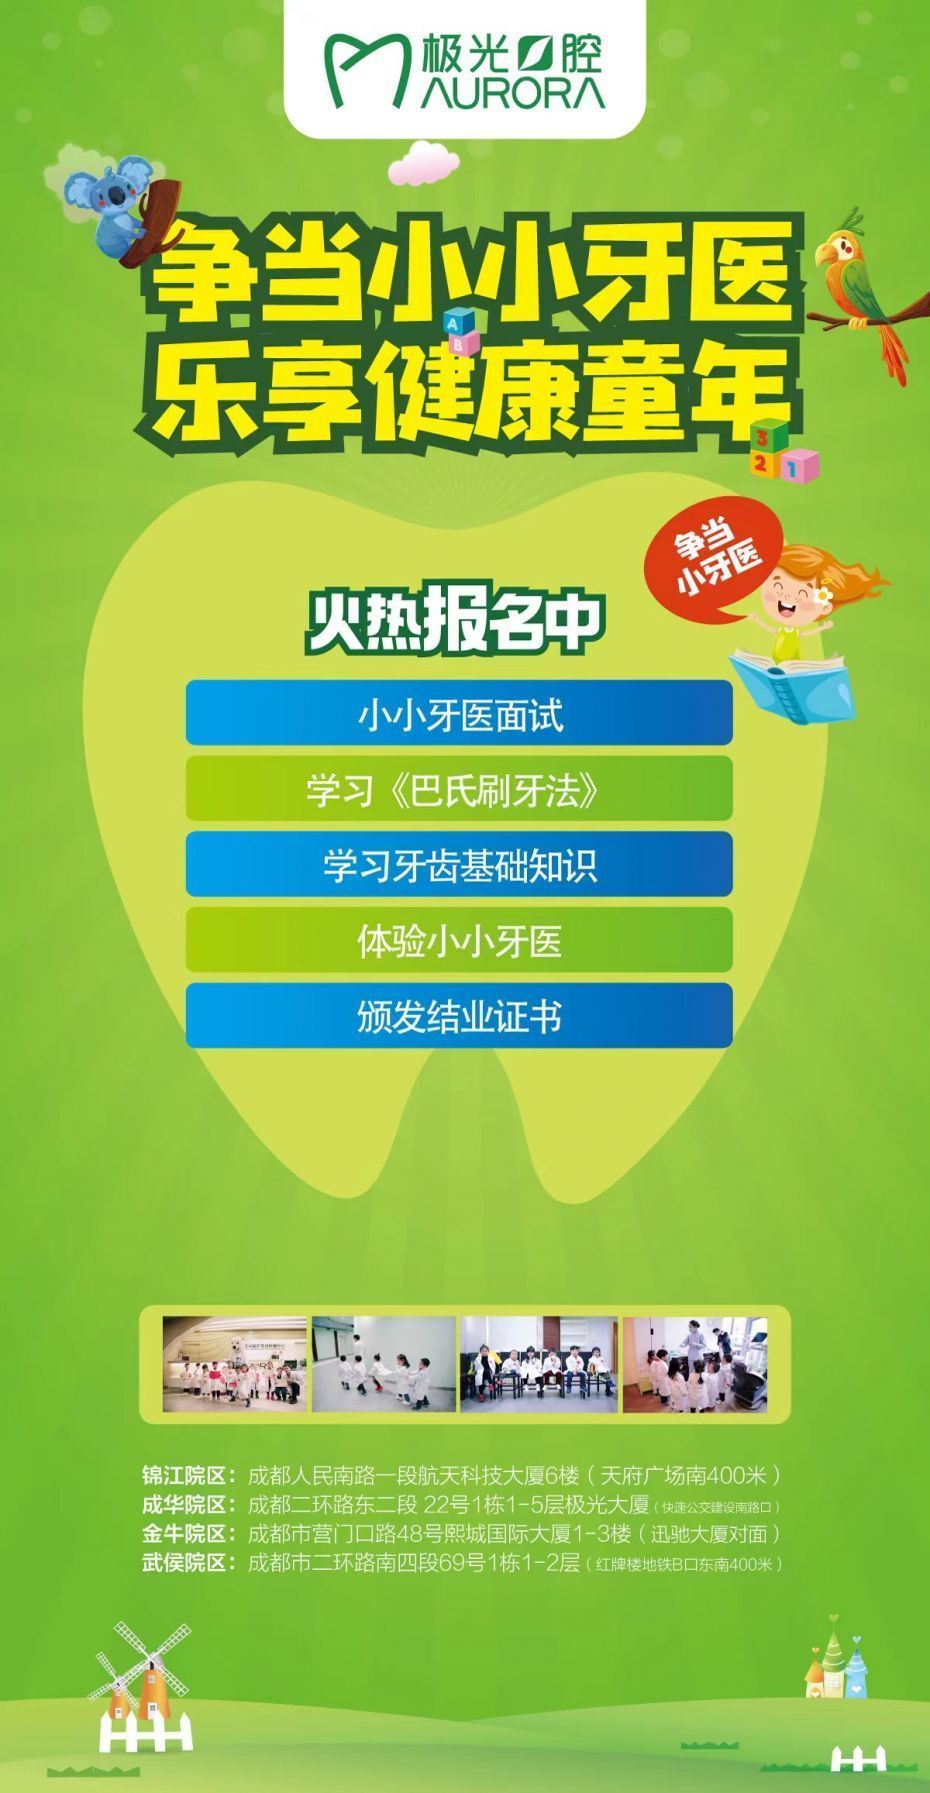 极光口腔
AURORA
争当小小牙医
A
B
乐享健康童年
3
2 1
争当
小牙医
火热报名中
小小牙医面试
学习《巴氏刷牙法》
学习牙齿基础知识
体验小小牙医
颁发结业证书
锦江院区：成都人民南路一段航天科技大厦6楼（天府广场南400米）
成华院区：成都二环路东二段 22号1栋1-5层极光大厦（快速公交建设南路口）
金牛院区：成都市营门口路48号熙城国际大厦1-3楼（迅驰大厦对面）
武侯院区：成都市二环路南四段69号1栋1-2层（红牌楼地铁B口东南400米）